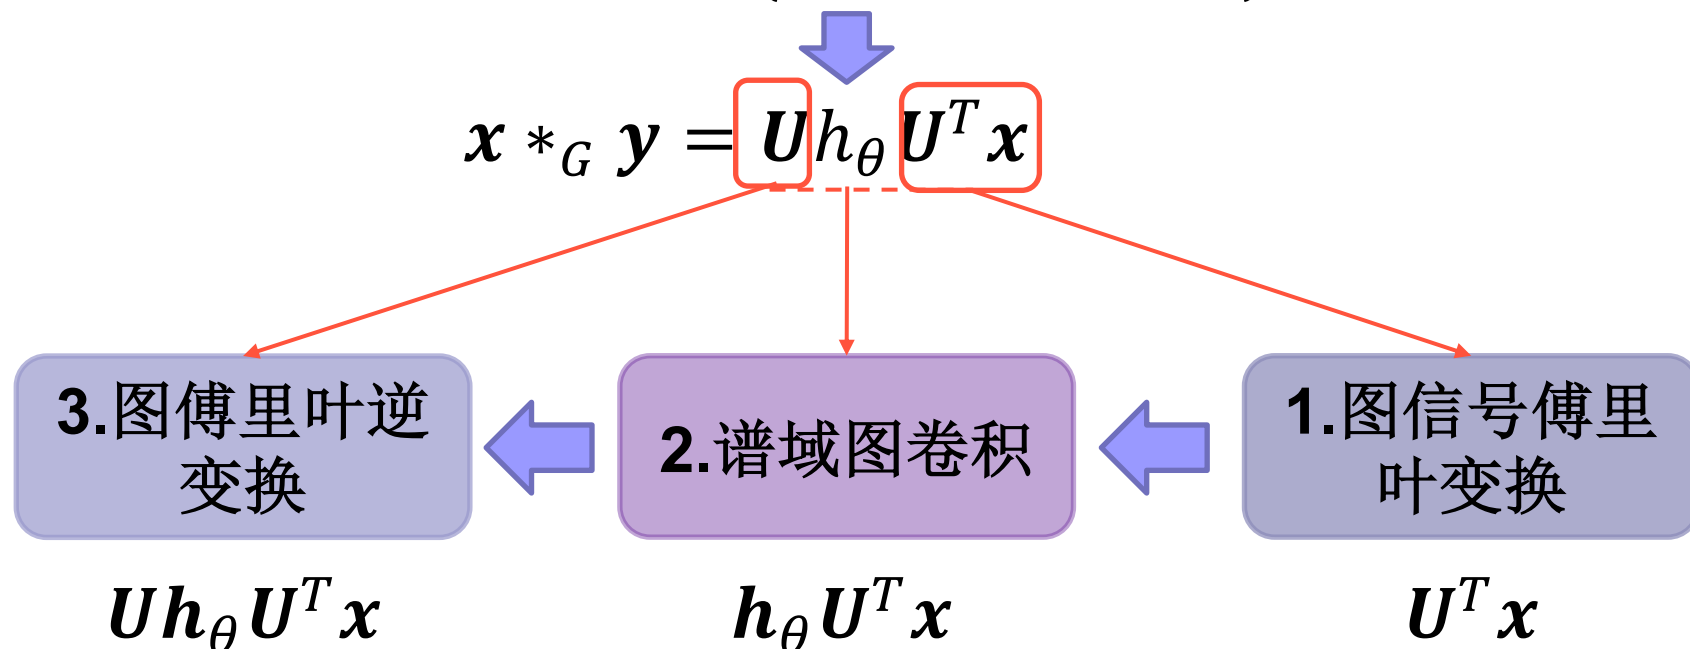 x *_G y = U h_θ U^T x
3.图傅里叶逆
变换
2.谱域图卷积
1.图信号傅里
叶变换
U h_θ U^T x
h_θ U^T x
U^T x